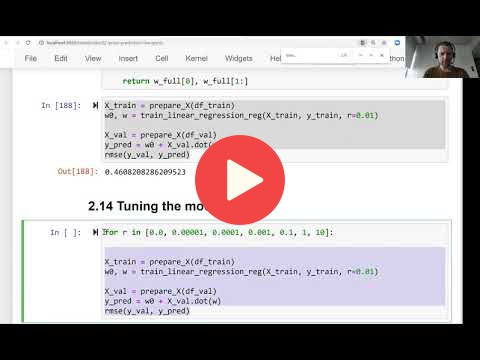 File Edit View Insert Cell Kernel Widgets
return w_full[0], w_full[1:]
In [188]:
X_train = prepare_X(df_train)
w0, w = train_linear_regression_reg(X_train, y_train, r=0.01)
X_val = prepare_X(df_val)
y_pred = w0 + X_val.dot(w)
rmse(y_val, y_pred)
Out[188]: 0.4608208286209523
2.14 Tuning the
In [ ]:
for r in [0.0, 0.00001, 0.0001, 0.001, 0.1, 1, 10]:
X_train = prepare_X(df_train)
w0, w = train_linear_regression_reg(X_train, y_train, r=0.01)
X_val = prepare_X(df_val)
y_pred = w0 + X_val.dot(w)
rmse(y_val, y_pred)